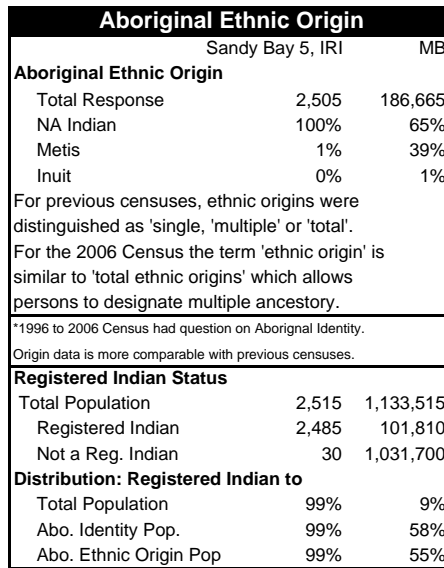 Aboriginal Ethnic Origin
Sandy Bay 5, IRI MB
Aboriginal Ethnic Origin
Total Response 2,505 186,665
NA Indian 100% 65%
Metis 1% 39%
Inuit 0% 1%
For previous censuses, ethnic origins were
distinguished as 'single, 'multiple' or 'total'.
For the 2006 Census the term 'ethnic origin' is
similar to 'total ethnic origins' which allows
persons to designate multiple ancestory.
*1996 to 2006 Census had question on Aborignal Identity.
Origin data is more comparable with previous censuses.
Registered Indian Status
Total Population 2,515 1,133,515
Registered Indian 2,485 101,810
Not a Reg. Indian 30 1,031,700
Distribution: Registered Indian to
Total Population 99% 9%
Abo. Identity Pop. 99% 58%
Abo. Ethnic Origin Pop 99% 55%